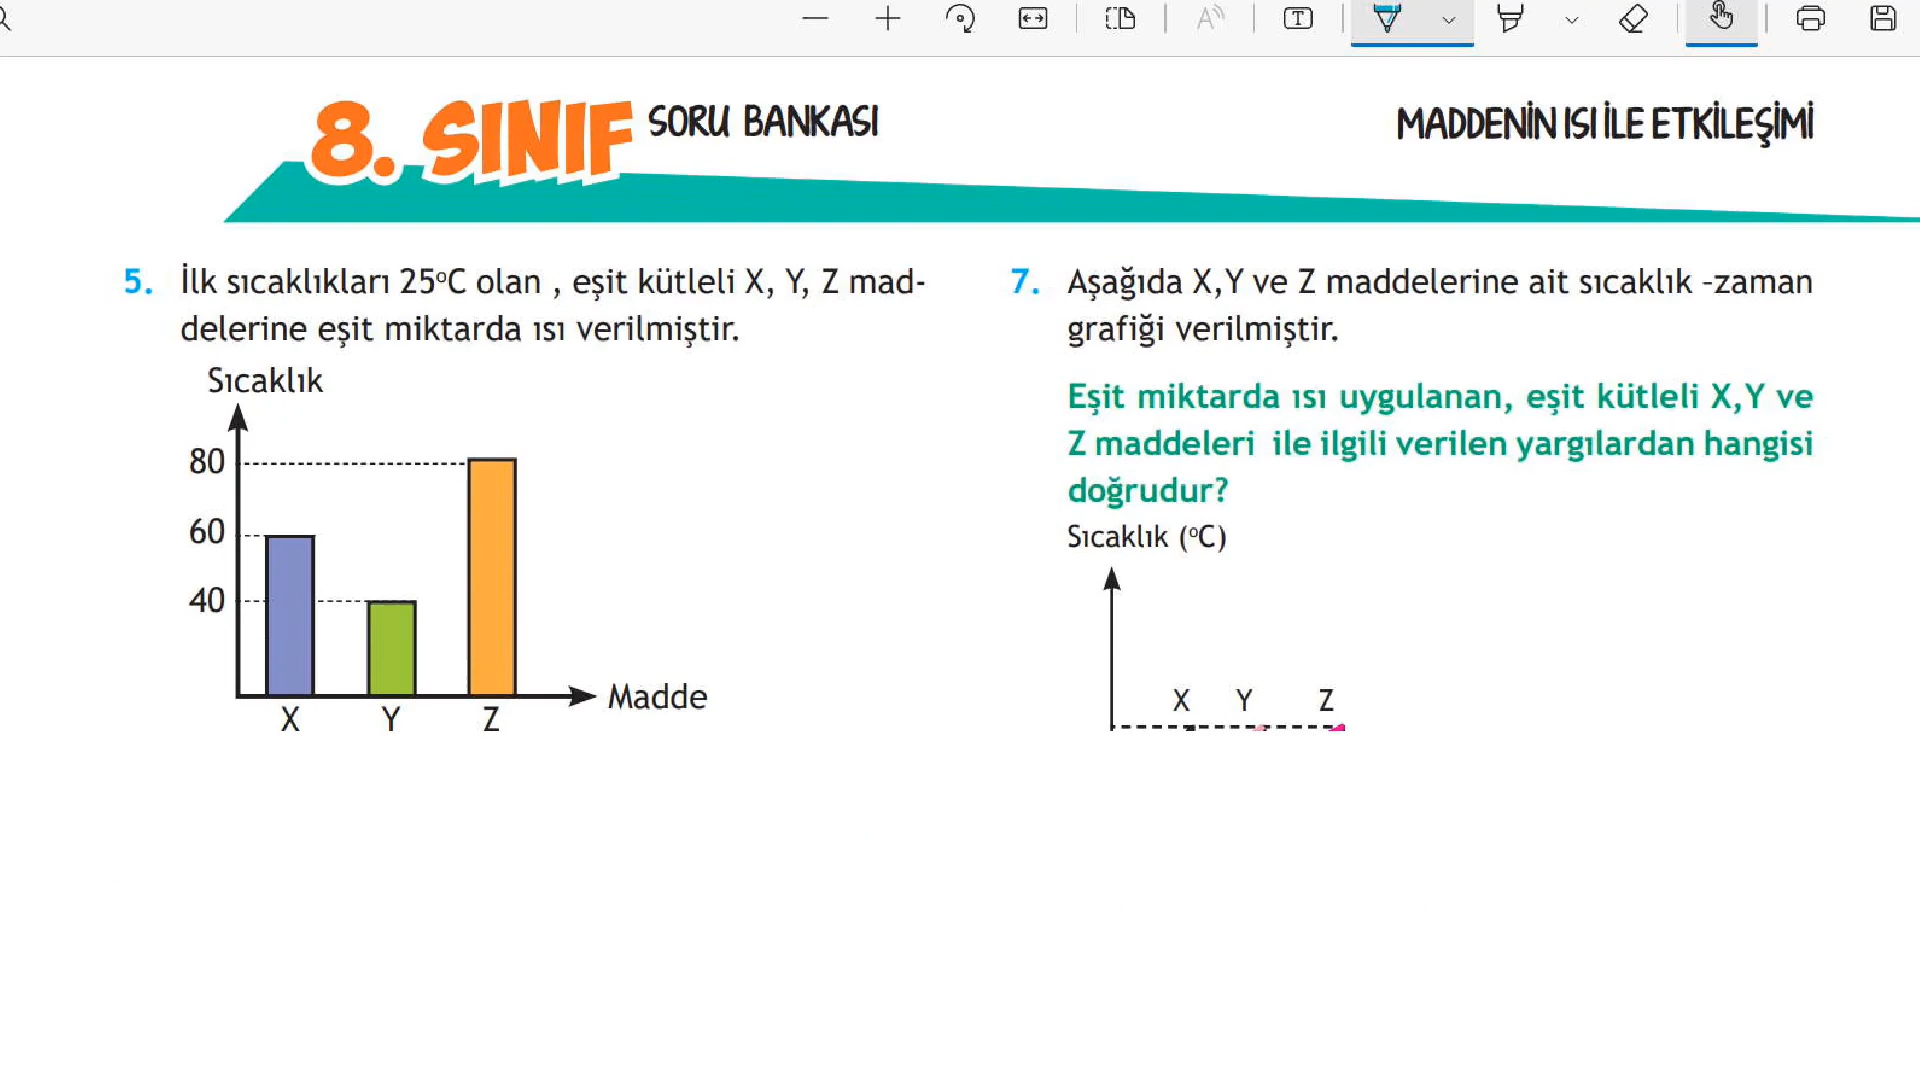 8. SINIF SORU BANKASI
MADDENİN ISI İLE ETKİLEŞİMİ
5. İlk sıcaklıkları 25°C olan , eşit kütleli X, Y, Z mad-
delerine eşit miktarda ısı verilmiştir.
Sıcaklık
80
60
40
X Y Z
Madde
7. Aşağıda X,Y ve Z maddelerine ait sıcaklık -zaman
grafiği verilmiştir.
Eşit miktarda ısı uygulanan, eşit kütleli X,Y ve
Z maddeleri ile ilgili verilen yargılardan hangisi
doğrudur?
Sıcaklık (°C)
X Y Z